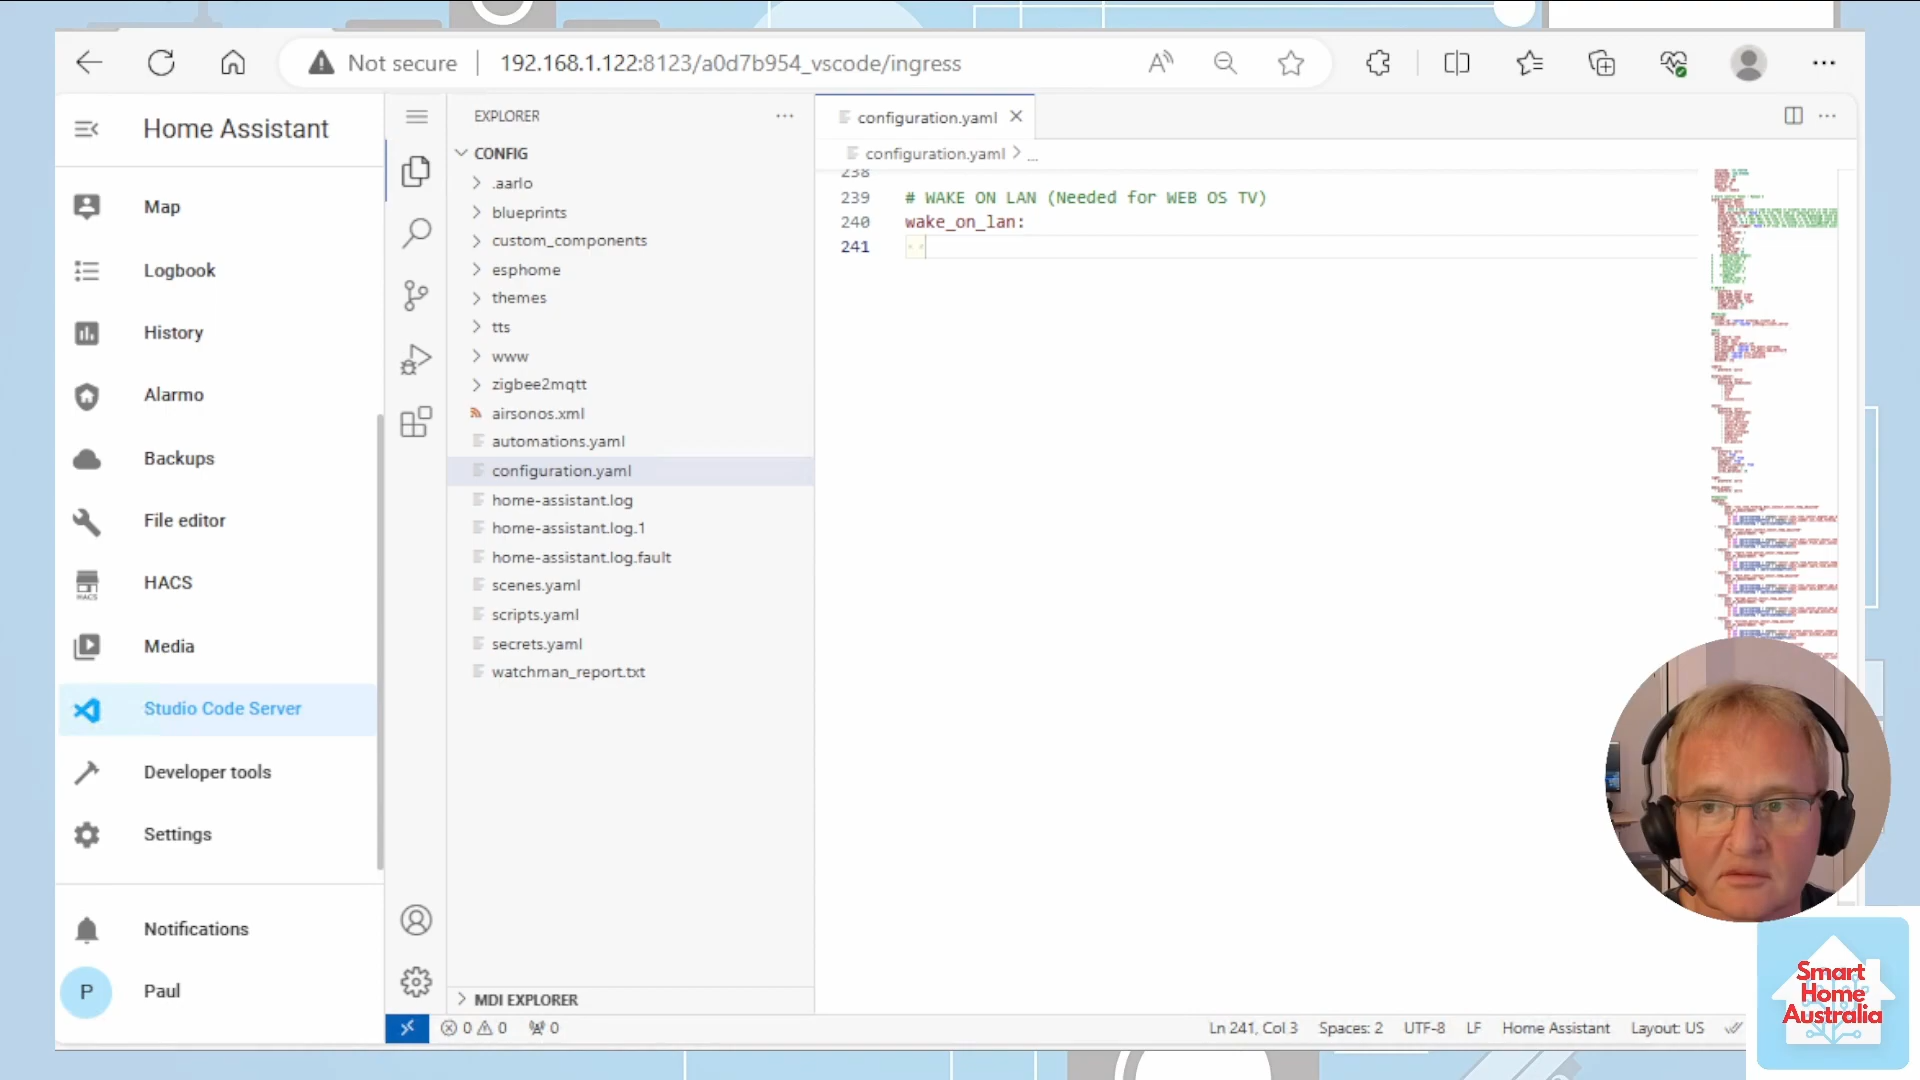 Not secure
192.168.1.122:8123/a0d7b954_vscode/ingress
Home Assistant
Map
Logbook
History
Alarmo
Backups
File editor
HACS
HACS
Media
Studio Code Server
Developer tools
Settings
Notifications
P
Paul
EXPLORER
CONFIG
.aarlo
blueprints
custom_components
esphome
themes
tts
www
zigbee2mqtt
airsonos.xml
automations.yaml
configuration.yaml
home-assistant.log
home-assistant.log.1
home-assistant.log.fault
scenes.yaml
scripts.yaml
secrets.yaml
watchman_report.txt
MDI EXPLORER
configuration.yaml
configuration.yaml > ...
238
239 # WAKE ON LAN (Needed for WEB OS TV)
240 wake_on_lan:
241
0 0 0
Ln 241, Col 3 Spaces: 2 UTF-8 LF Home Assistant Layout: US
Smart
Home
Australia